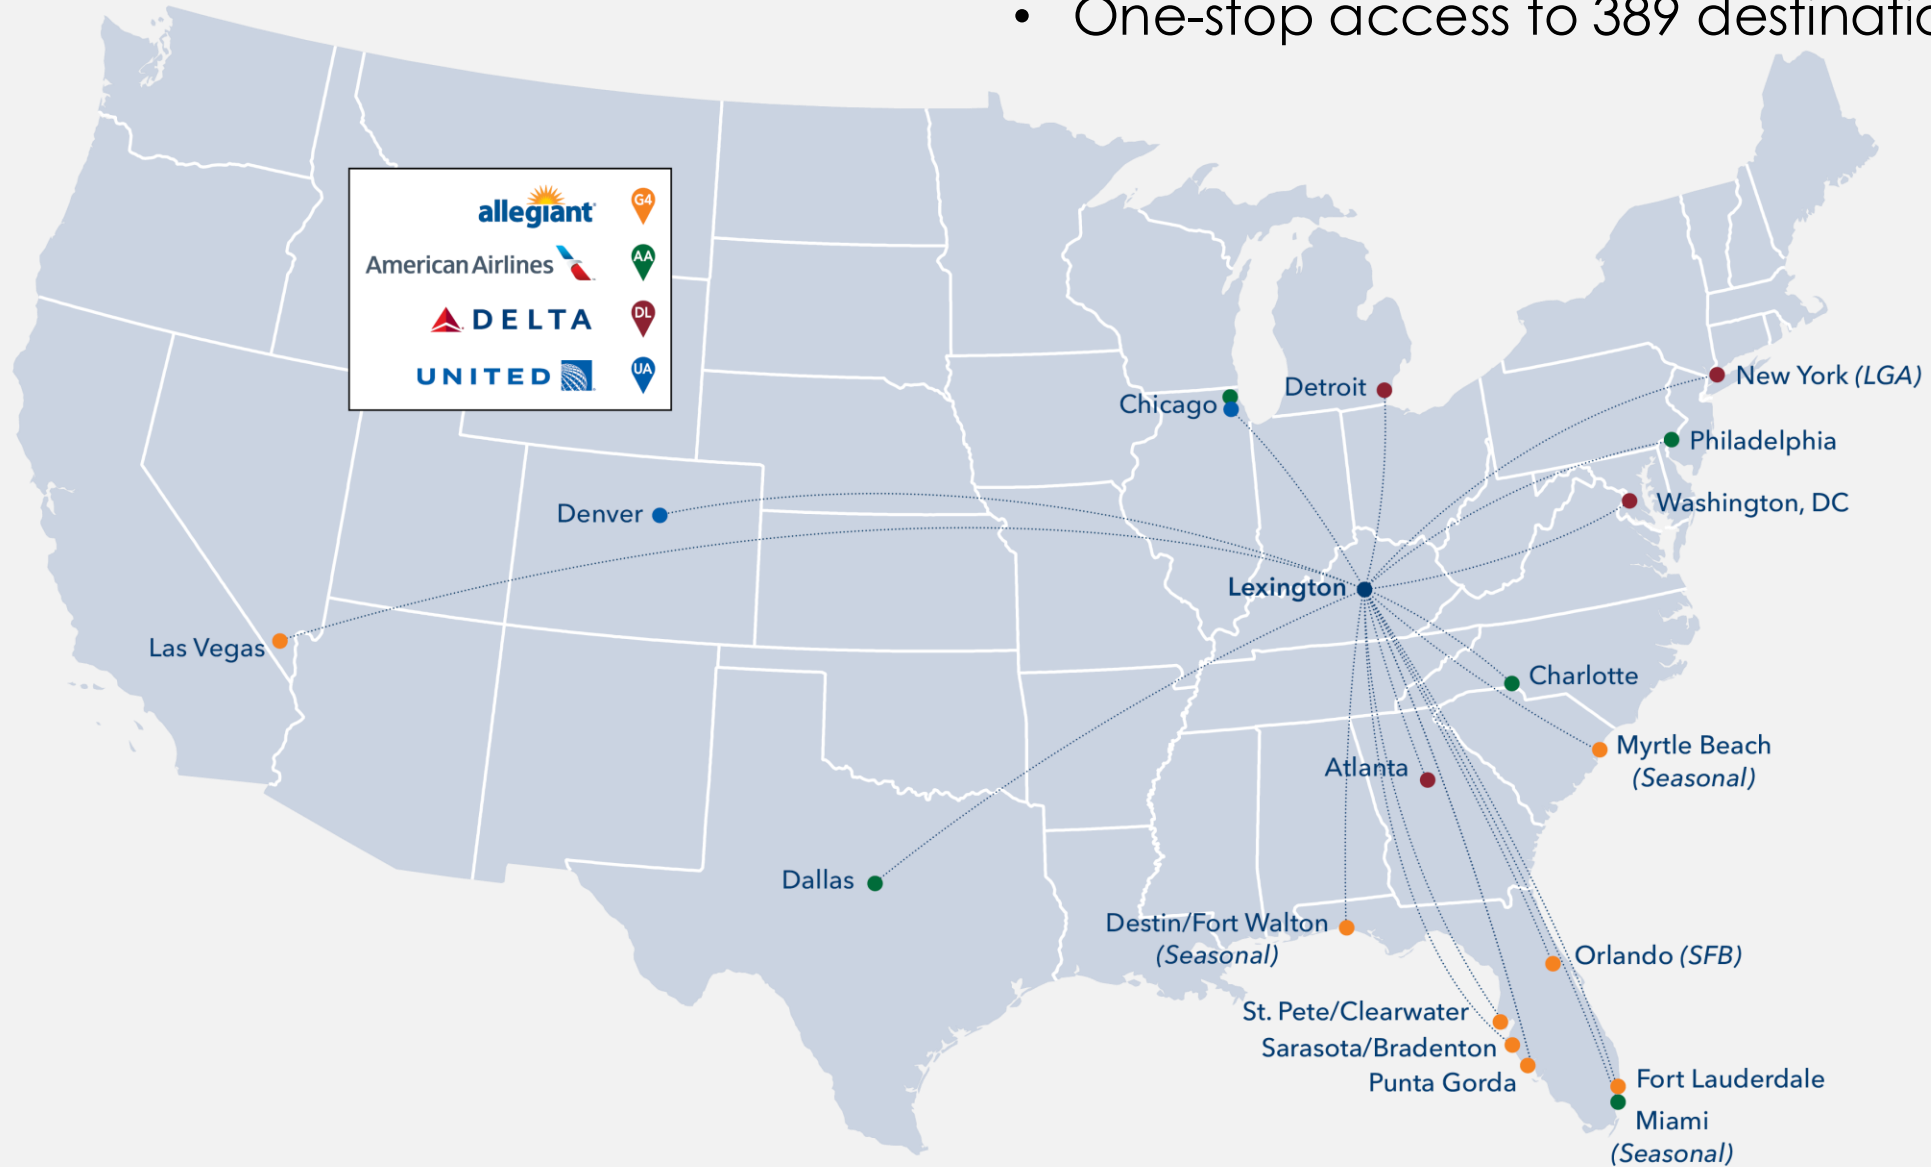 • One-stop access to 389
allegiant G4
American Airlines AA
DELTA DL
UNITED UA
New York (LGA)
Detroit
Chicago
Philadelphia
Washington, DC
Denver
Lexington
Las Vegas
Charlotte
Myrtle Beach
(Seasonal)
Atlanta
Dallas
Destin/Fort Walton
(Seasonal)
Orlando (SFB)
St. Pete/Clearwater
Sarasota/Bradenton
Punta Gorda
Fort Lauderdale
Miami
(Seasonal)